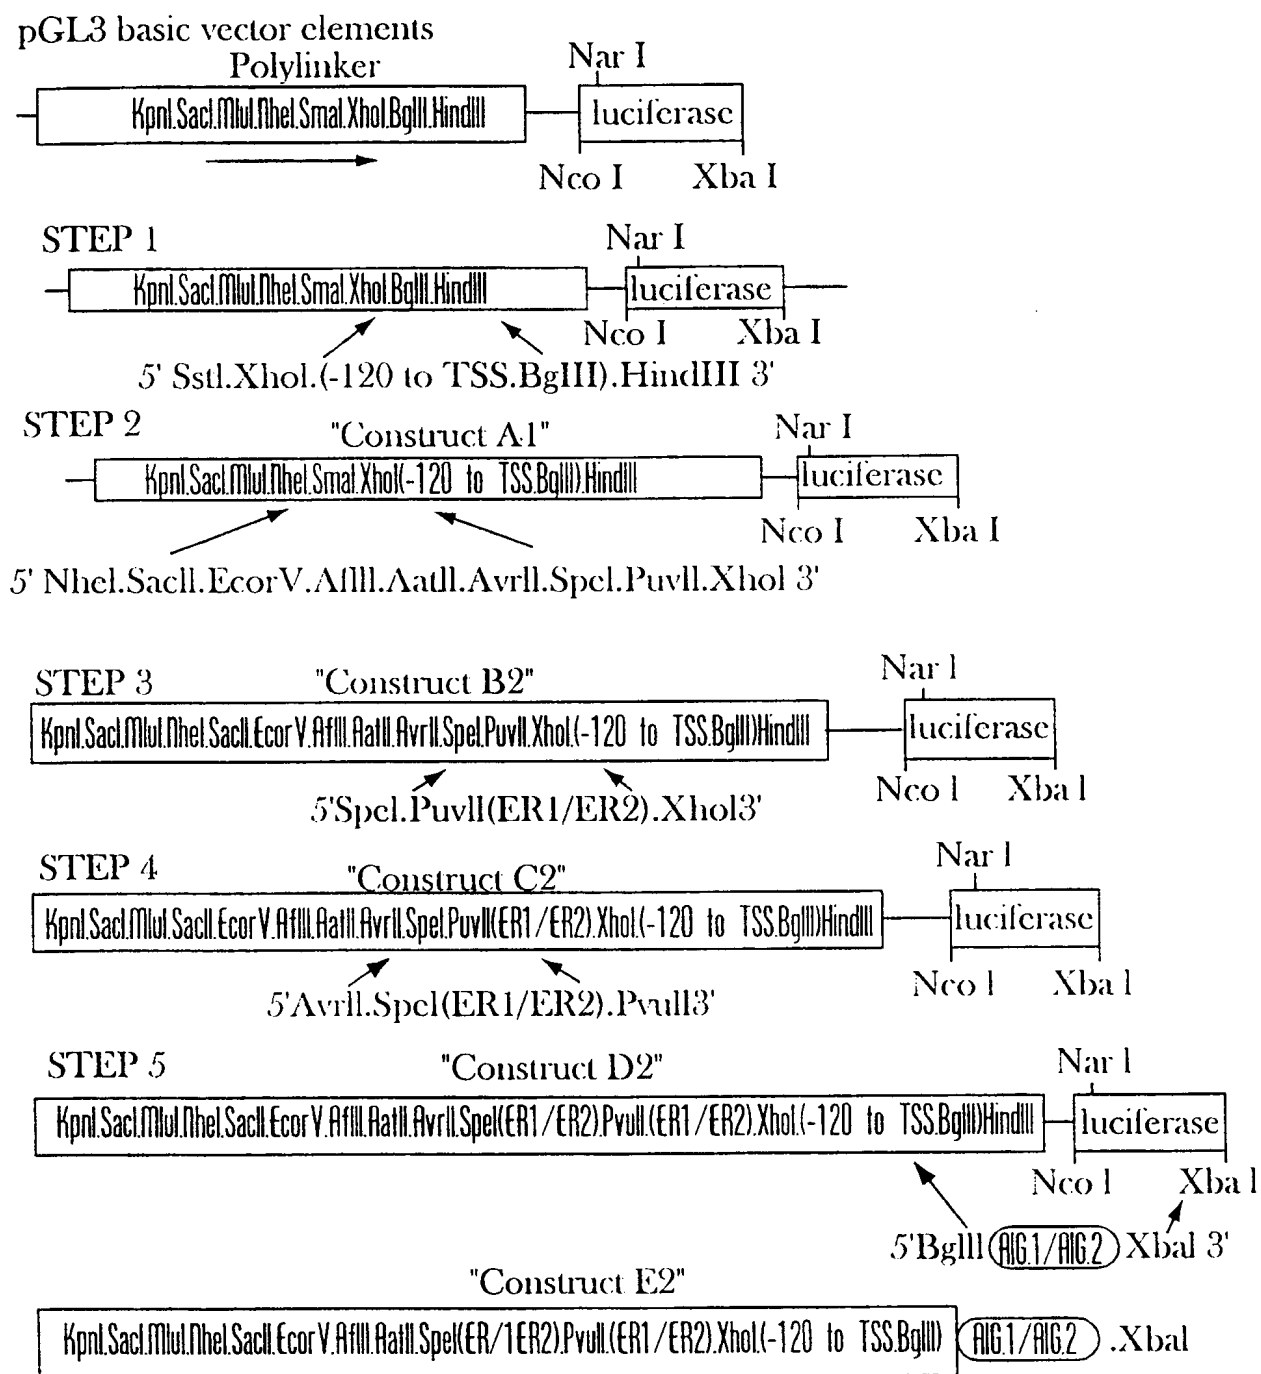 pGL3 basic vector elements
Polylinker
Nar I
KpnI.SacI.MluI.NheI.SmaI.XhoI.BglII.HindIII
luciferase
Nco I
Xba I
STEP 1
Nar I
KpnI.SacI.MluI.NheI.SmaI.XhoI.BglII.HindIII
luciferase
Nco I
Xba I
5' SstI.XhoI.(-120 to TSS.BglII).HindIII 3'
STEP 2
"Construct A1"
Nar I
KpnI.SacI.MluI.NheI.SmaI.XhoI(-120 to TSS.BglII).HindIII
luciferase
Nco I
Xba I
5' NheI.SacII.EcorV.AflII.AatII.AvrII.SpeI.PuvII.XhoI 3'
STEP 3
"Construct B2"
Nar I
KpnI.SacI.MluI.NheI.SacII.EcorV.AflII.AatII.AvrII.SpeI.PuvII.XhoI.(-120 to TSS.BglII)HindIII
luciferase
Nco I
Xba I
5'SpeI.PuvII(ER1/ER2).XhoI3'
STEP 4
"Construct C2"
Nar I
KpnI.SacI.MluI.SacII.EcorV.AflII.AatII.AvrII.SpeI.PuvII(ER1/ER2).XhoI.(-120 to TSS.BglII)HindIII
luciferase
Nco I
Xba I
5'AvrII.SpeI(ER1/ER2).PvuII3'
STEP 5
"Construct D2"
Nar I
KpnI.SacI.MluI.NheI.SacII.EcorV.AflII.AatII.AvrII.SpeI(ER1/ER2).PvuII.(ER1/ER2).XhoI.(-120 to TSS.BglII)HindIII
luciferase
Nco I
Xba I
5'BglII(AIG.1/AIG.2) XbaI 3'
"Construct E2"
KpnI.SacI.MluI.NheI.SacII.EcorV.AflII.AatII.SpeI(ER/1ER2).PvuII.(ER1/ER2).XhoI.(-120 to TSS.BglII)
AIG.1/AIG.2
.XbaI